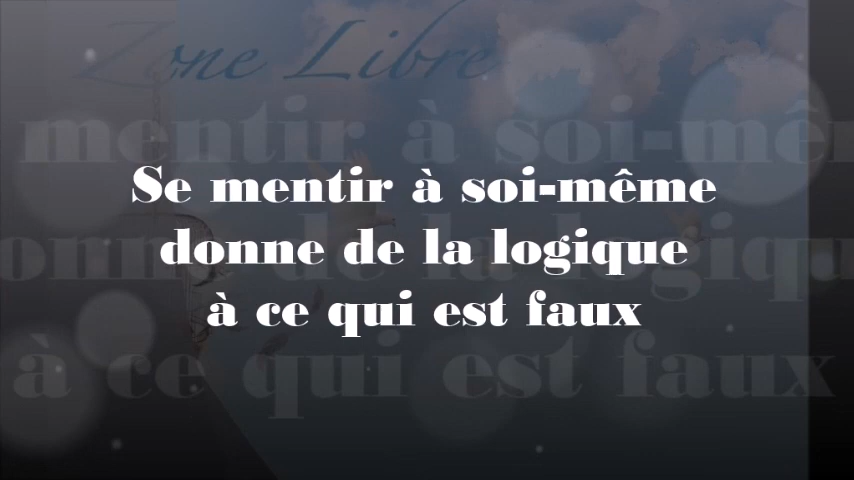 Zone Libre
Se mentir à soi-même
donne de la logique
à ce qui est faux